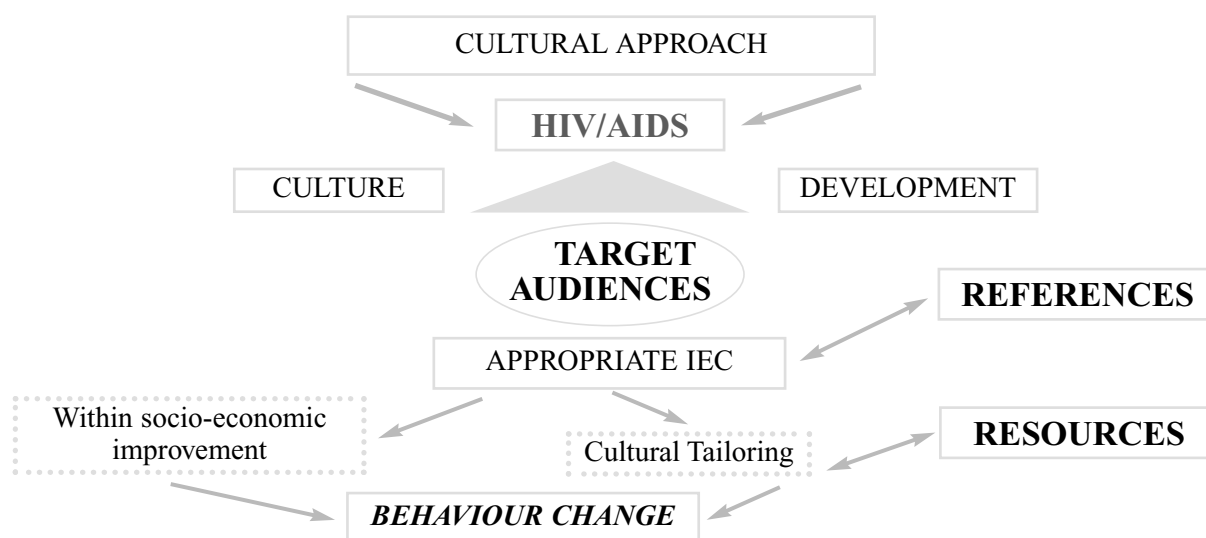 CULTURAL APPROACH
HIV/AIDS
CULTURE
DEVELOPMENT
TARGET
AUDIENCES
REFERENCES
APPROPRIATE IEC
Within socio-economic
improvement
Cultural Tailoring
RESOURCES
BEHAVIOUR CHANGE